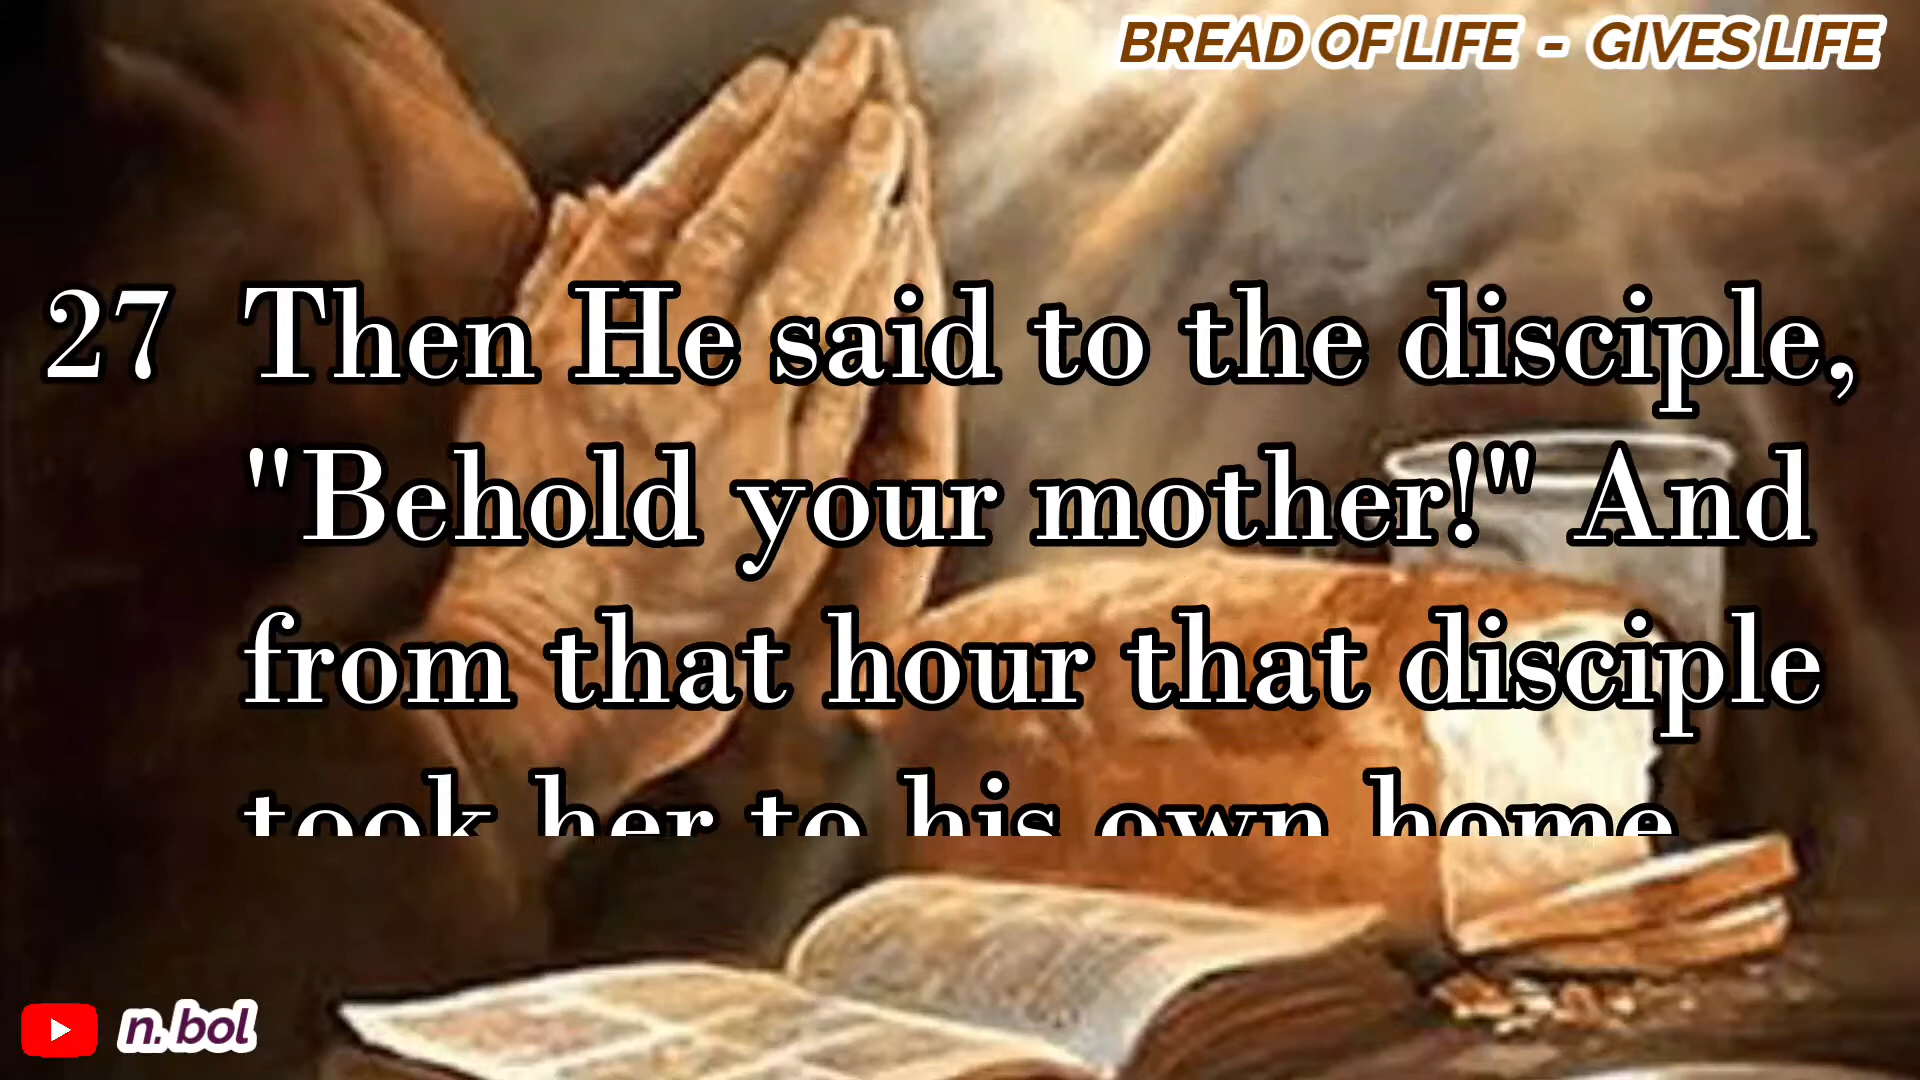 BREAD OF LIFE - GIVES LIFE
27 Then He said to the disciple,
"Behold your mother!" And
from that hour that disciple
took her to his own home
n. bol